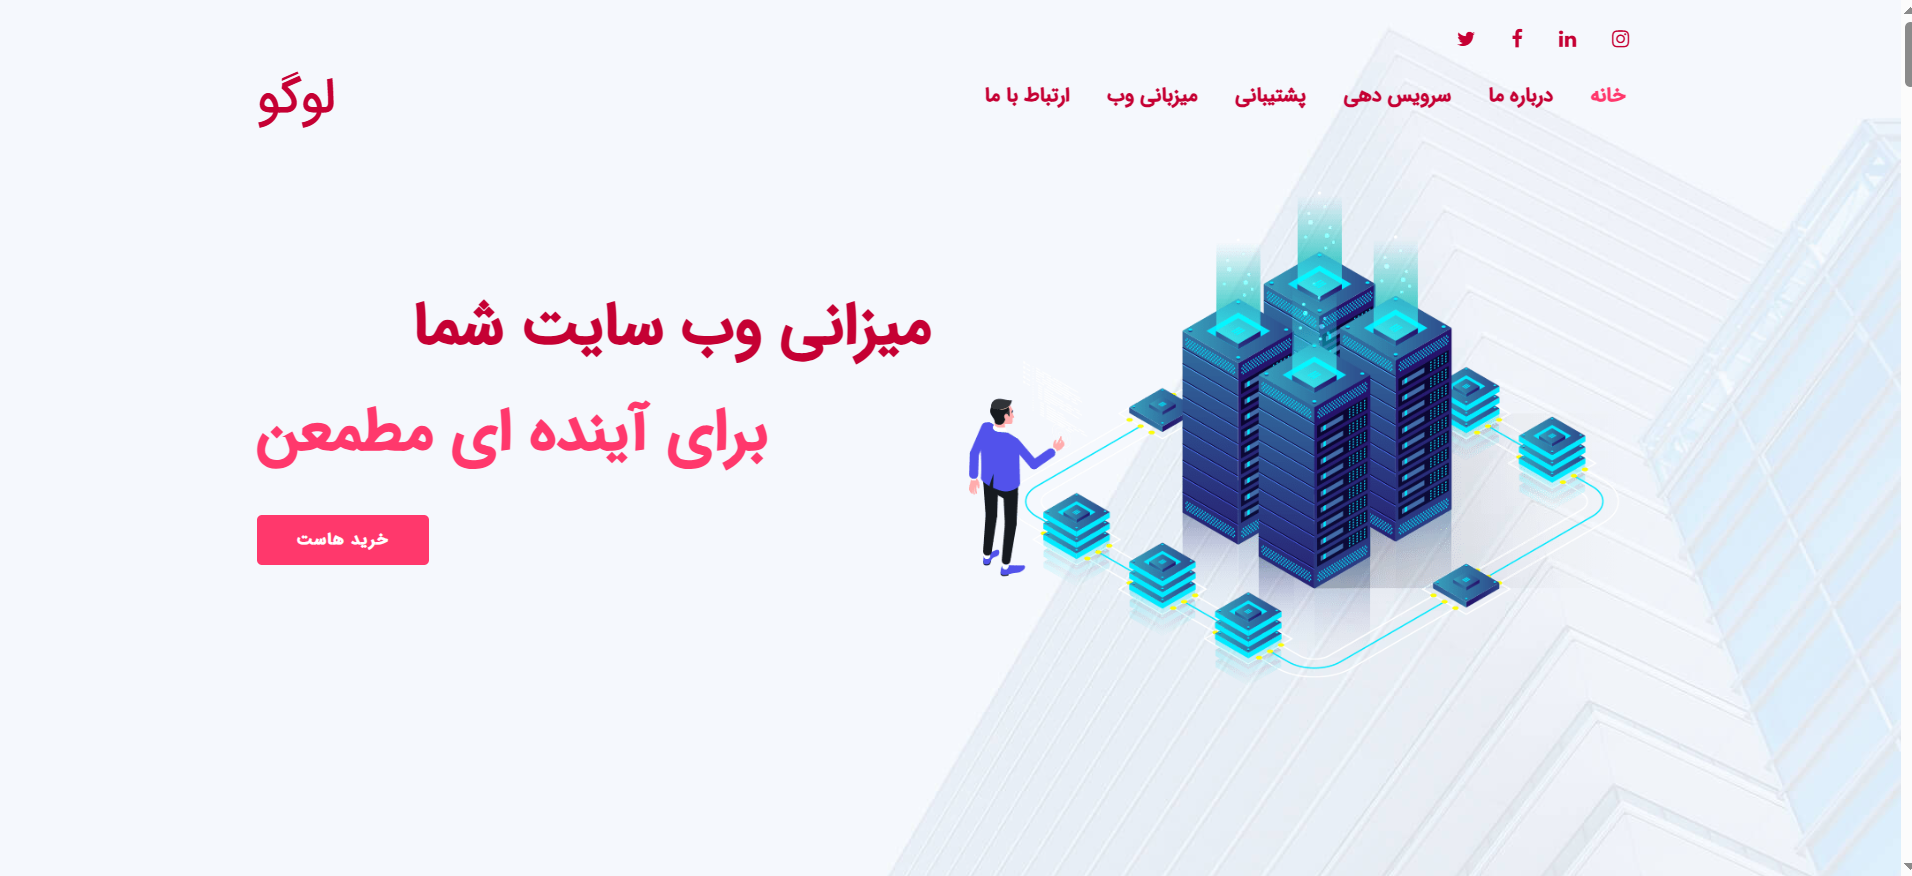 خانه درباره ما سرویس دهی پشتیبانی میزبانی وب ارتباط با ما
لوگو
میزانی وب سایت شما
برای آینده ای مطمعن
خرید هاست